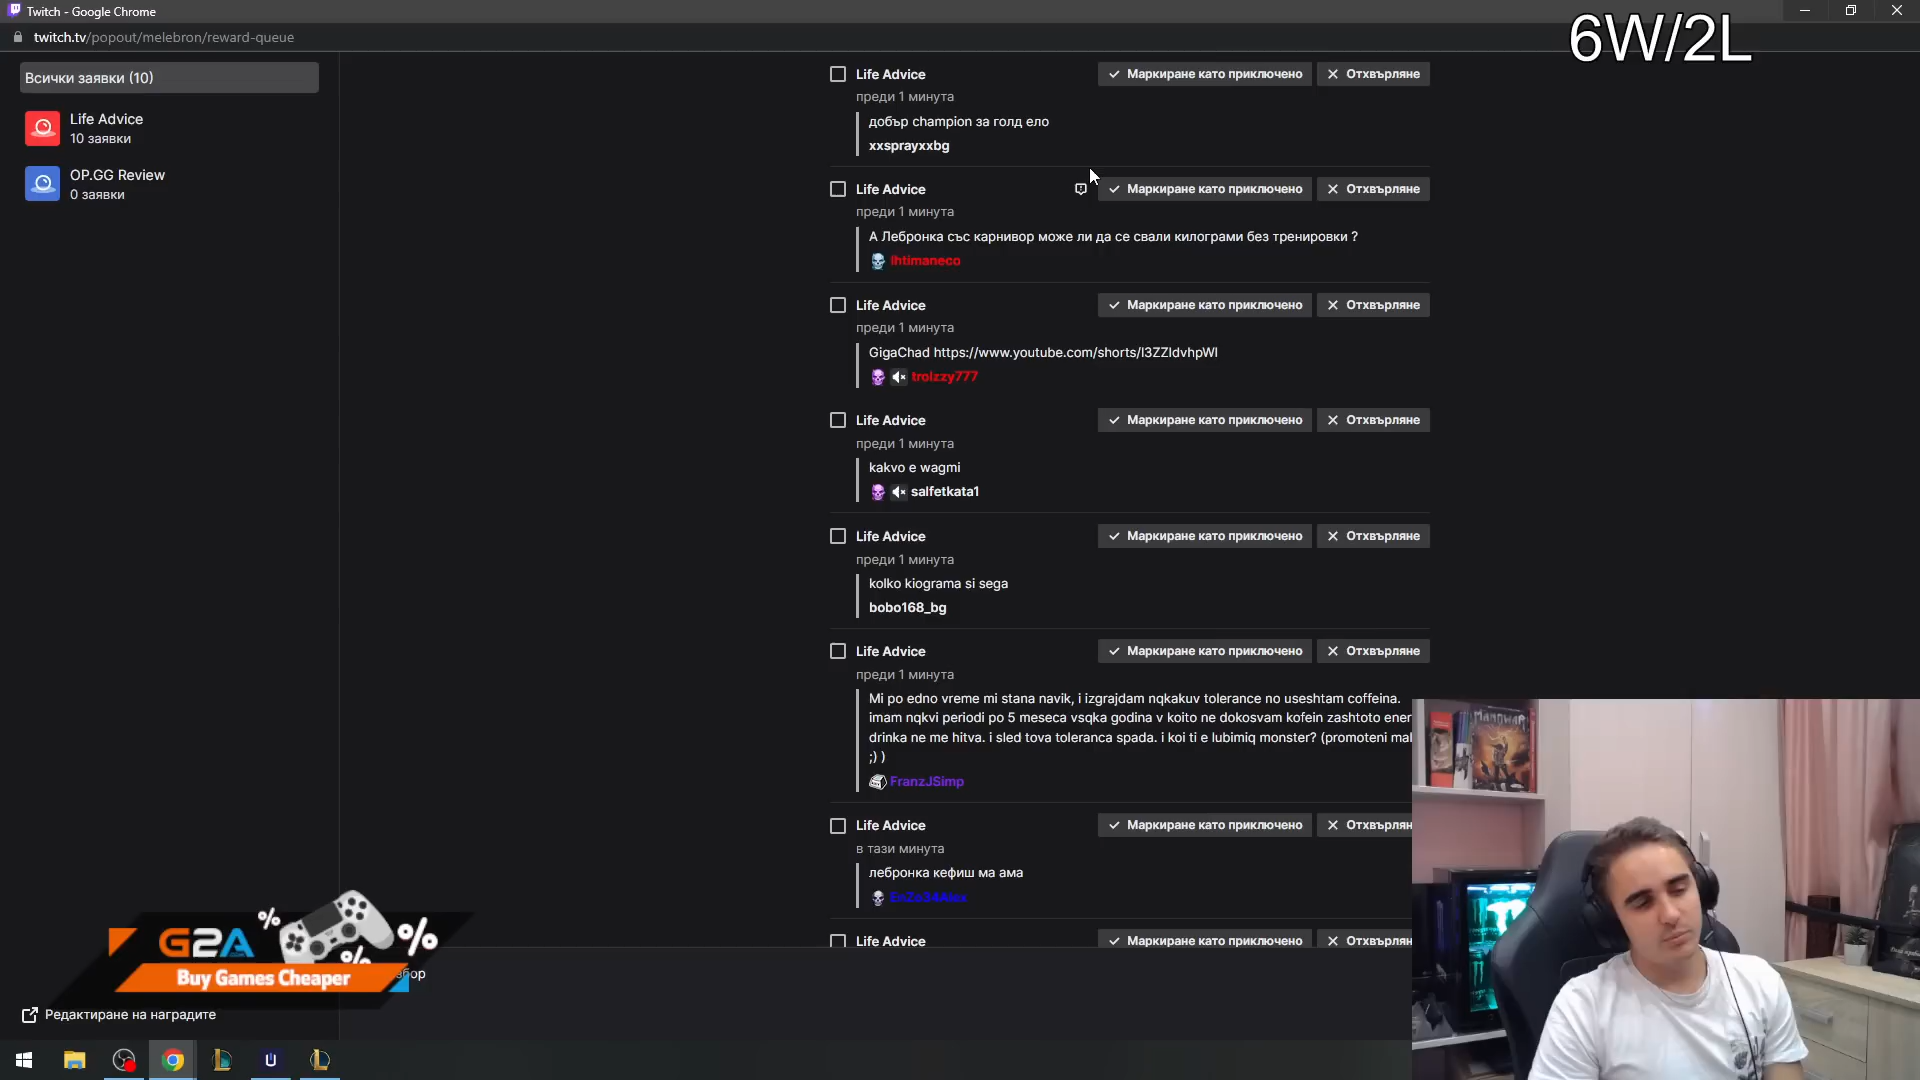 Twitch - Google Chrome
twitch.tv/popout/melebron/reward-queue
6W/2L
Всички заявки (10)
Life Advice
10 заявки
OP.GG Review
0 заявки
Life Advice
Маркиране като приключено
Отхвърляне
преди 1 минута
добър champion за голд ело
xxsprayxxbg
Life Advice
Маркиране като приключено
Отхвърляне
преди 1 минута
А Лебронка със карнивор може ли да се свали килограми без тренировки ?
Ihtimaneco
Life Advice
Маркиране като приключено
Отхвърляне
преди 1 минута
GigaChad https://www.youtube.com/shorts/I3ZZIdvhpWI
trolzzy777
Life Advice
Маркиране като приключено
Отхвърляне
преди 1 минута
kakvo e wagmi
salfetkata1
Life Advice
Маркиране като приключено
Отхвърляне
преди 1 минута
kolko kiograma si sega
bobo168_bg
Life Advice
Маркиране като приключено
Отхвърляне
преди 1 минута
Mi po edno vreme mi stana navik, i izgrajdam nqkakuv tolerance no useshtam coffeina.
imam nqkvi periodi po 5 meseca vsqka godina v koito ne dokosvam kofein zashtoto ener
drinka ne me hitva. i sled tova toleranca spada. i koi ti e lubimiq monster? (promoteni mal
;) )
FranzJSimp
Life Advice
Маркиране като приключено
Отхвърлян
в тази минута
лебронка кефиш ма ама
Life Advice
Маркиране като приключено
Отхвърлян
G2A
Buy Games Cheaper
збор
Редактиране на наградите
MANOWAR